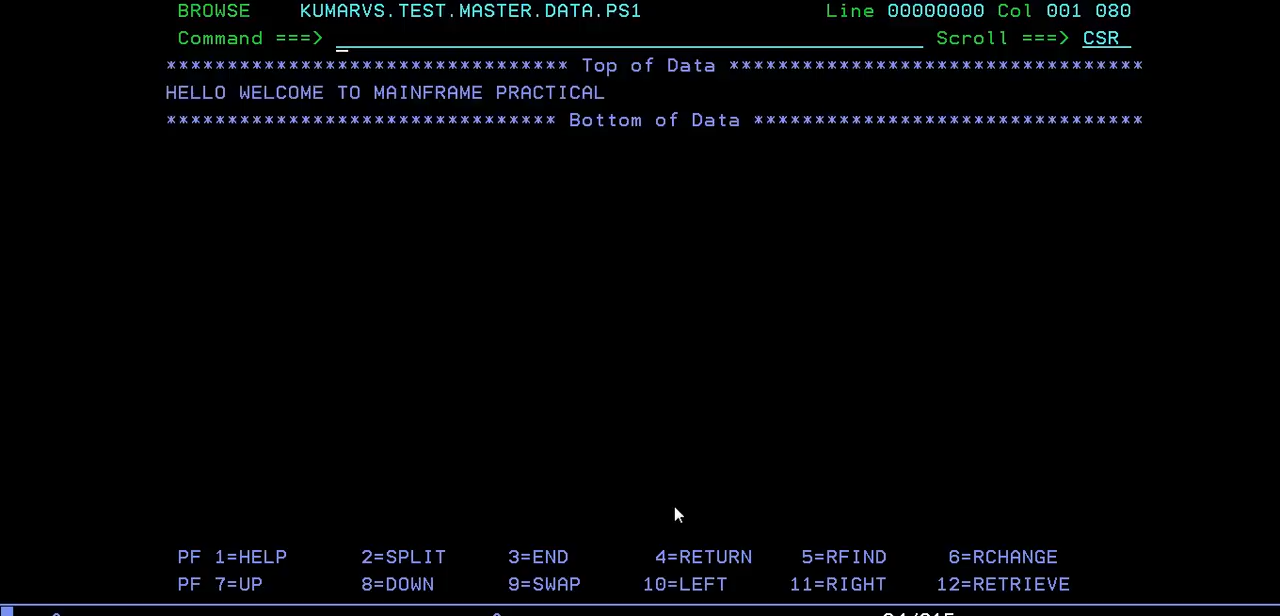 BROWSE    KUMARVS.TEST.MASTER.DATA.PS1    Line 00000000 Col 001 080
Command ===>    Scroll ===> CSR
********************************* Top of Data **********************************
HELLO WELCOME TO MAINFRAME PRACTICAL
******************************** Bottom of Data ********************************
PF 1=HELP    2=SPLIT    3=END    4=RETURN    5=RFIND    6=RCHANGE
PF 7=UP    8=DOWN    9=SWAP    10=LEFT    11=RIGHT    12=RETRIEVE